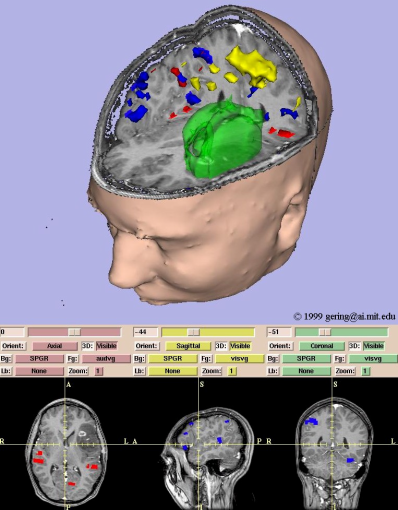 © 1999 gering@ai.mit.edu
0 -44 -51
Orient: Axial 3D: Visible Orient: Sagittal 3D: Visible Orient: Coronal 3D: Visible
Bg: SPGR Fg: audvg Bg: SPGR Fg: visvg Bg: SPGR Fg: visvg
Lb: None Zoom: 1 Lb: None Zoom: 1 Lb: None Zoom: 1
A S S
R L A P R L